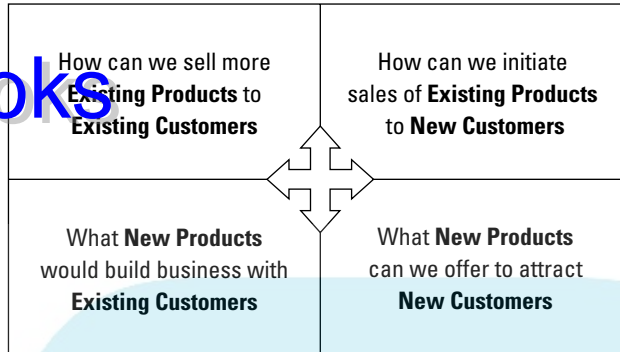 How can we sell more
Existing Products to
Existing Customers
How can we initiate
sales of Existing Products
to New Customers
What New Products
would build business with
Existing Customers
What New Products
can we offer to attract
New Customers
oks